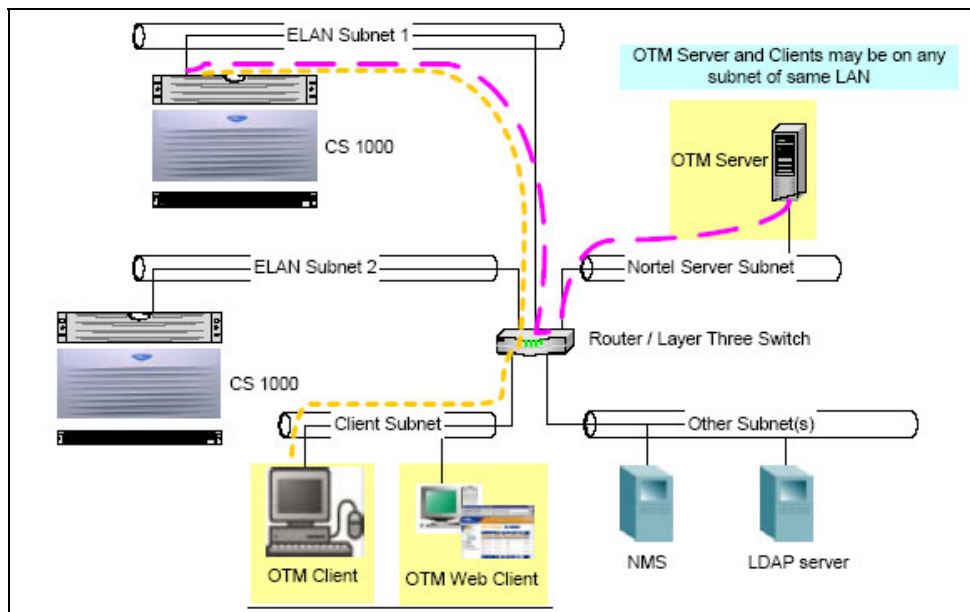 ELAN Subnet 1
OTM Server and Clients may be on any
subnet of same LAN
CS 1000
OTM Server
ELAN Subnet 2
Nortel Server Subnet
Router / Layer Three Switch
CS 1000
Client Subnet
Other Subnet(s)
OTM Client
OTM Web Client
NMS
LDAP server